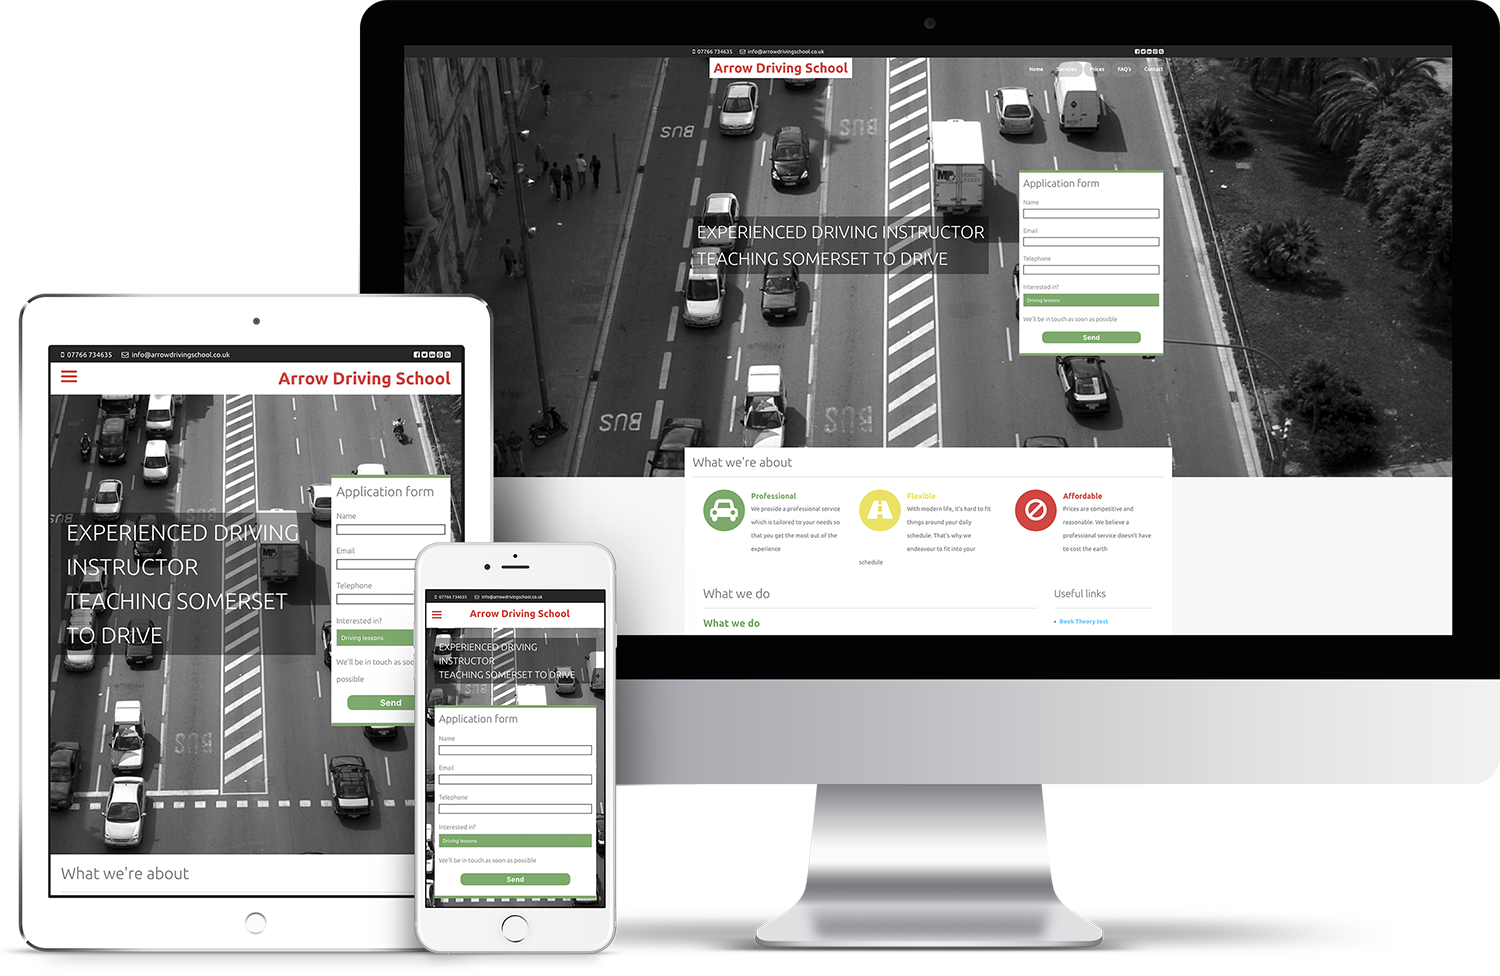 07766 734635 info@arrowdrivingschool.co.uk
Arrow Driving School
Home Services Prices FAQ's Contact
BUS
BUS
EXPERIENCED DRIVING INSTRUCTOR
TEACHING SOMERSET TO DRIVE
BUS
BUS
Application form
Name
Email
Telephone
Interested in?
Driving lessons
We'll be in touch as soon as possible
Send
What we're about
Professional
We provide a professional service
which is tailored to your needs so
that you get the most out of the
experience
Flexible
With modern life, it's hard to fit
things around your daily
schedule. That's why we
endeavour to fit into your
schedule
Affordable
Prices are competitive and
reasonable. We believe a
professional service doesn't have
to cost the earth
What we do
What we do
Useful links
Book Theory test
07766 734635 info@arrowdrivingschool.co.uk
Arrow Driving School
EXPERIENCED DRIVING
INSTRUCTOR
TEACHING SOMERSET
TO DRIVE
BUS
Application form
Name
Email
Telephone
Interested in?
Driving lessons
We'll be in touch as soo
possible
Send
What we're about
07766 734635 info@arrowdrivingschool.co.uk
Arrow Driving School
EXPERIENCED DRIVING
INSTRUCTOR
TEACHING SOMERSET TO DRIVE
BUS
Application form
Name
Email
Telephone
Interested in?
Driving lessons
We'll be in touch as soon as possible
Send